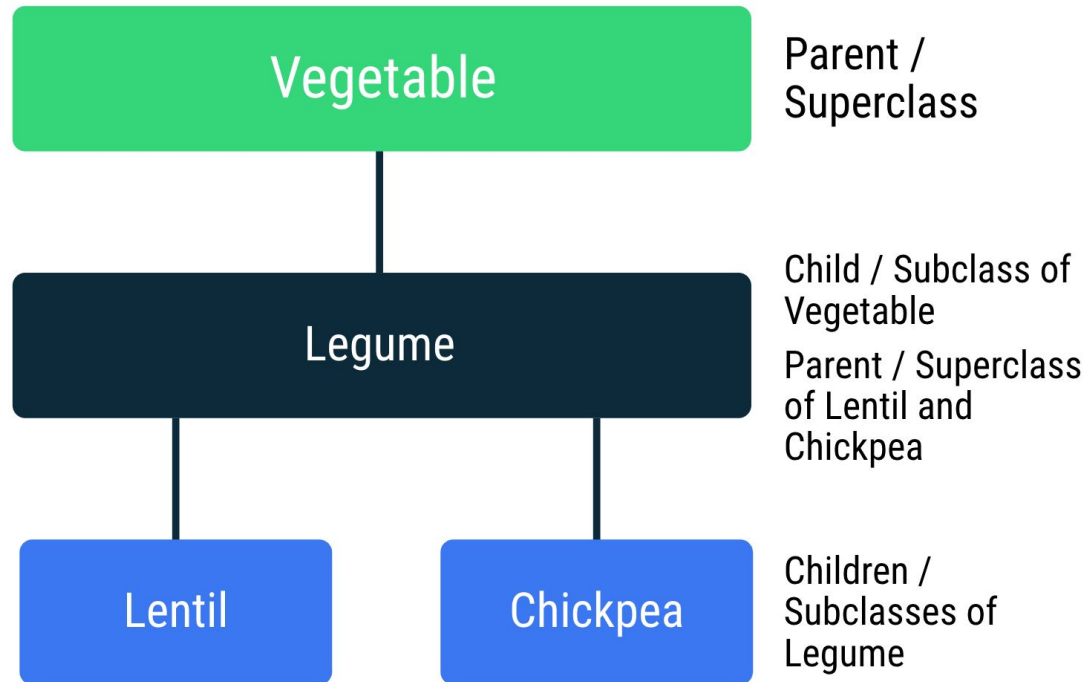 Vegetable
Parent /
Superclass
Legume
Child / Subclass of
Vegetable
Parent / Superclass
of Lentil and
Chickpea
Lentil
Chickpea
Children /
Subclasses of
Legume